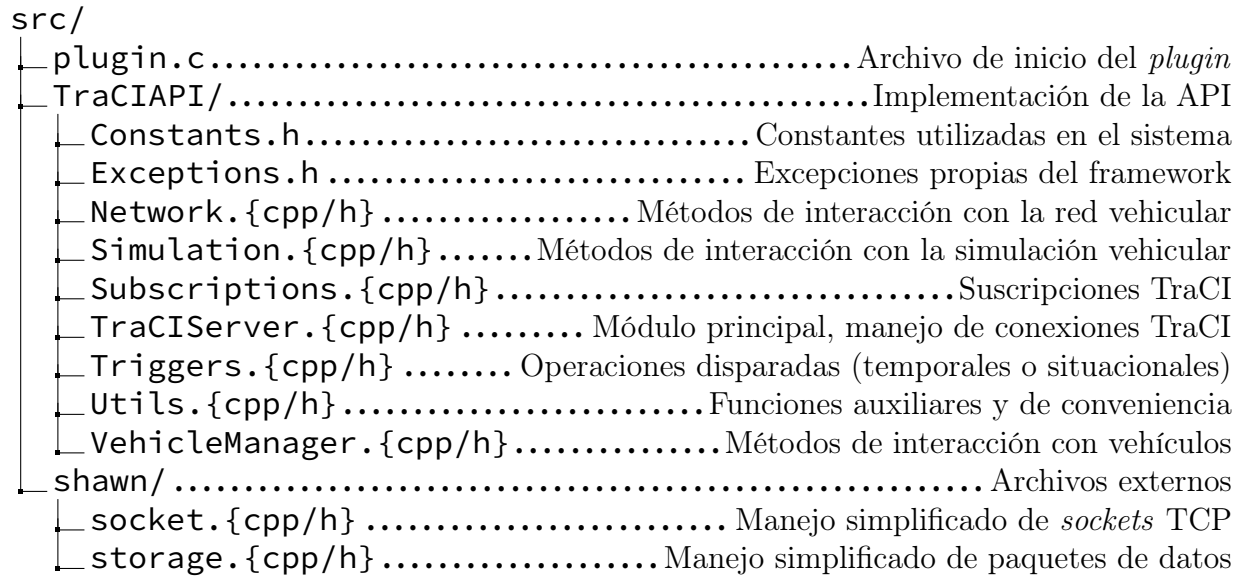 src/
plugin.c..................................................Archivo de inicio del plugin
TraCIAPI/..................................................Implementación de la API
Constants.h................................Constantes utilizadas en el sistema
Exceptions.h..............................Excepciones propias del framework
Network.{cpp/h}..................Métodos de interacción con la red vehicular
Simulation.{cpp/h}.......Métodos de interacción con la simulación vehicular
Subscriptions.{cpp/h}.................................Suscripciones TraCI
TraCIServer.{cpp/h}.........Módulo principal, manejo de conexiones TraCI
Triggers.{cpp/h}........Operaciones disparadas (temporales o situacionales)
Utils.{cpp/h}..........................Funciones auxiliares y de conveniencia
VehicleManager.{cpp/h}...............Métodos de interacción con vehículos
shawn/..........................................................Archivos externos
socket.{cpp/h}..........................Manejo simplificado de sockets TCP
storage.{cpp/h}....................Manejo simplificado de paquetes de datos